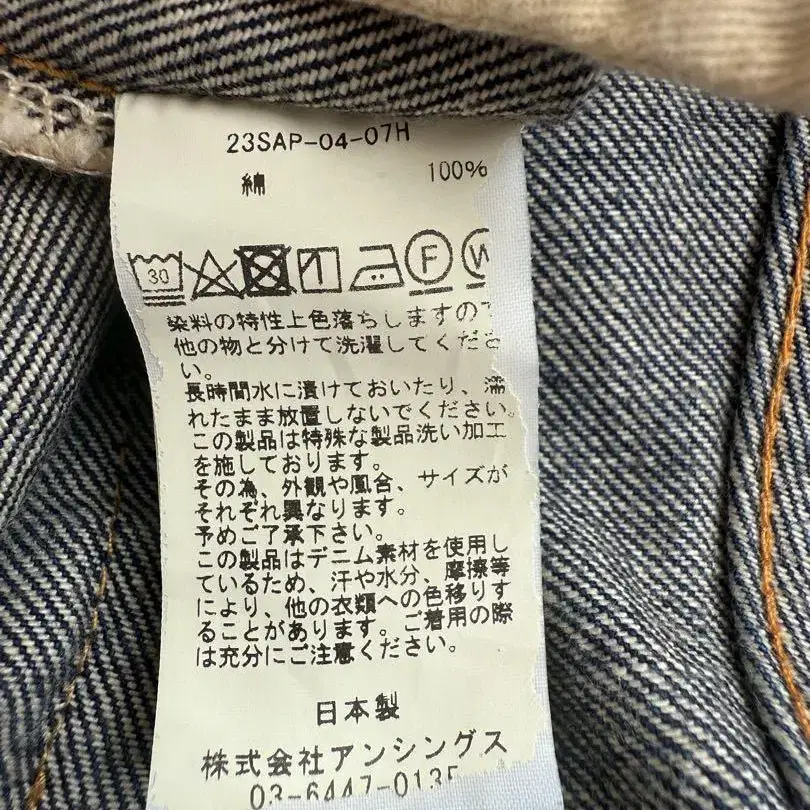 23SAP-04-07H
綿 100%
30 F W
染料の特性上色落ちしますので
他の物と分けて洗濯してくださ
い。
長時間水に漬けておいたり、濡
れたまま放置しないでください。
この製品は特殊な製品洗い加工
を施しております。
その為、外観や風合、サイズが
それぞれ異なります。
予めご了承下さい。
この製品はデニム素材を使用し
ているため、汗や水分、摩擦等
により、他の衣類への色移りす
ることがあります。ご着用の際
は充分にご注意ください。
日本製
株式会社アンシングス
03-6447-0135